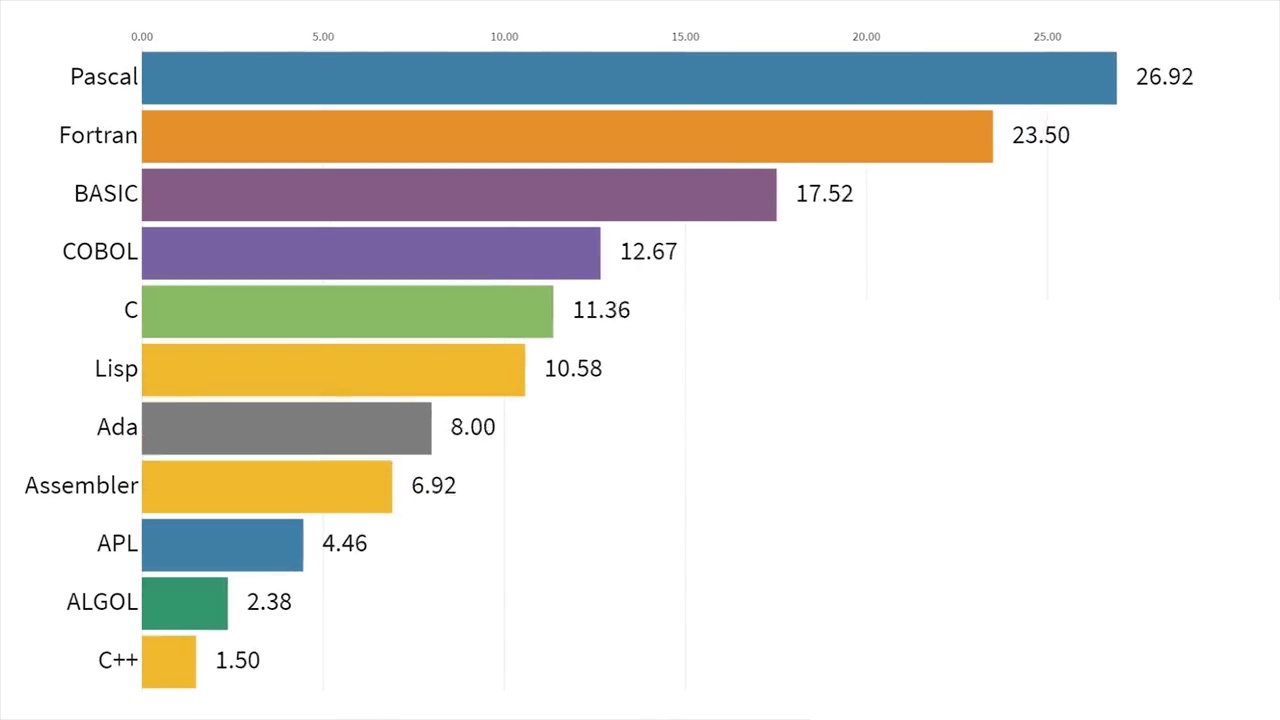 0.00 5.00 10.00 15.00 20.00 25.00
Pascal 26.92
Fortran 23.50
BASIC 17.52
COBOL 12.67
C 11.36
Lisp 10.58
Ada 8.00
Assembler 6.92
APL 4.46
ALGOL 2.38
C++ 1.50